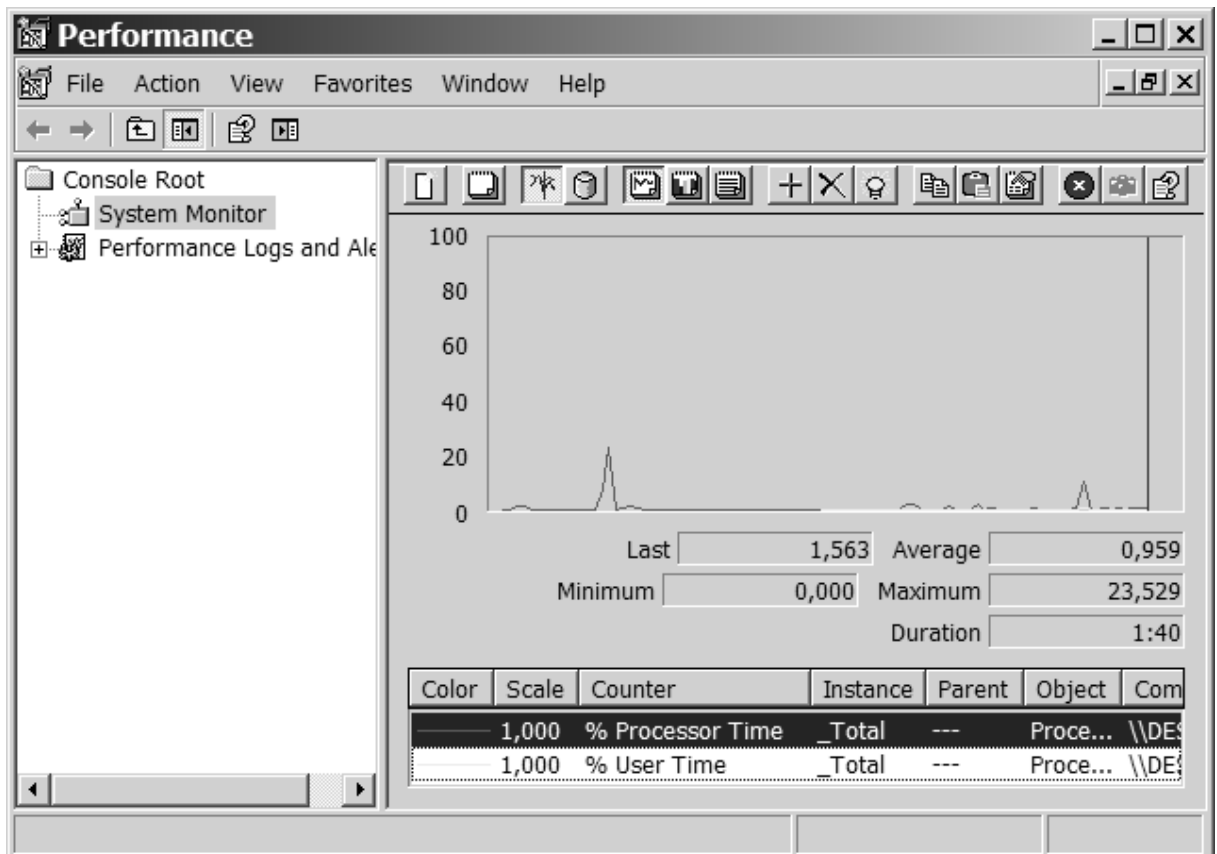 Performance
File Action View Favorites Window Help
Console Root
System Monitor
Performance Logs and Ale
100
80
60
40
20
0
Last 1,563 Average 0,959
Minimum 0,000 Maximum 23,529
Duration 1:40
Color Scale Counter Instance Parent Object Com
1,000 % Processor Time _Total --- Proce... \\DES
1,000 % User Time _Total --- Proce... \\DES